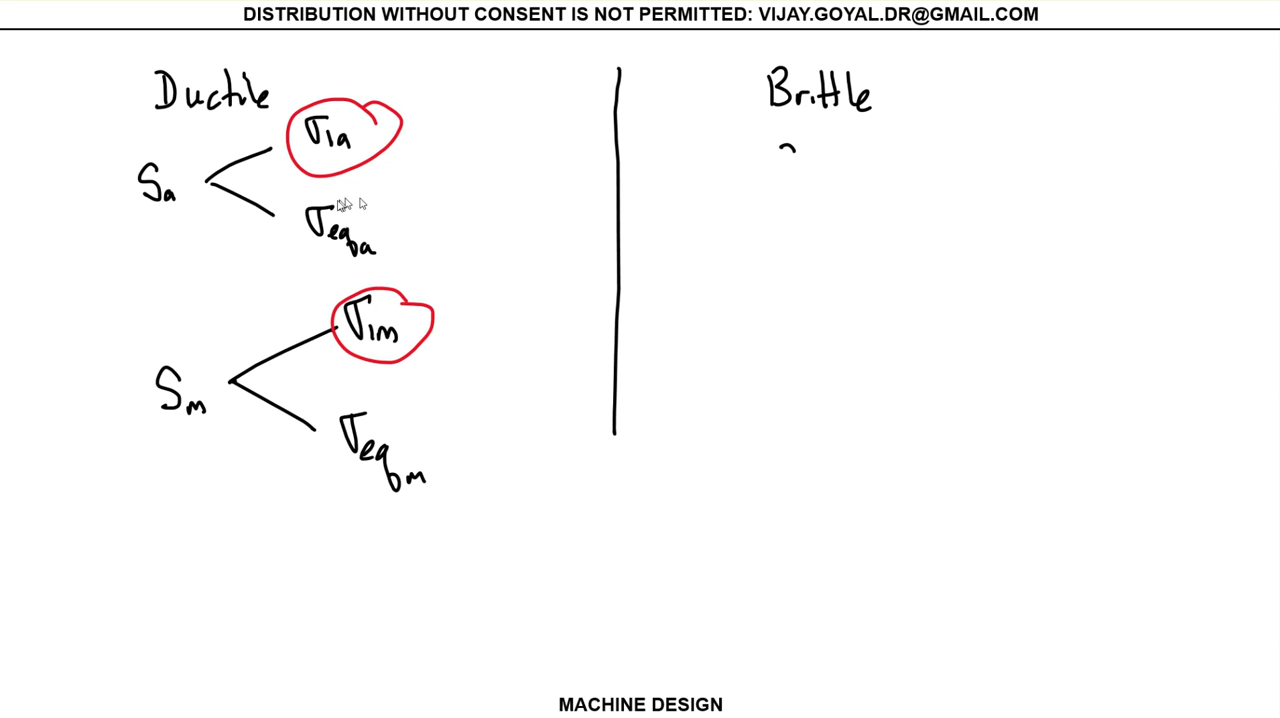 DISTRIBUTION WITHOUT CONSENT IS NOT PERMITTED: VIJAY.GOYAL.DR@GMAIL.COM
Ductile
σ1a
Sa
σeqa
σ1m
Sm
σeqm
Brittle
MACHINE DESIGN